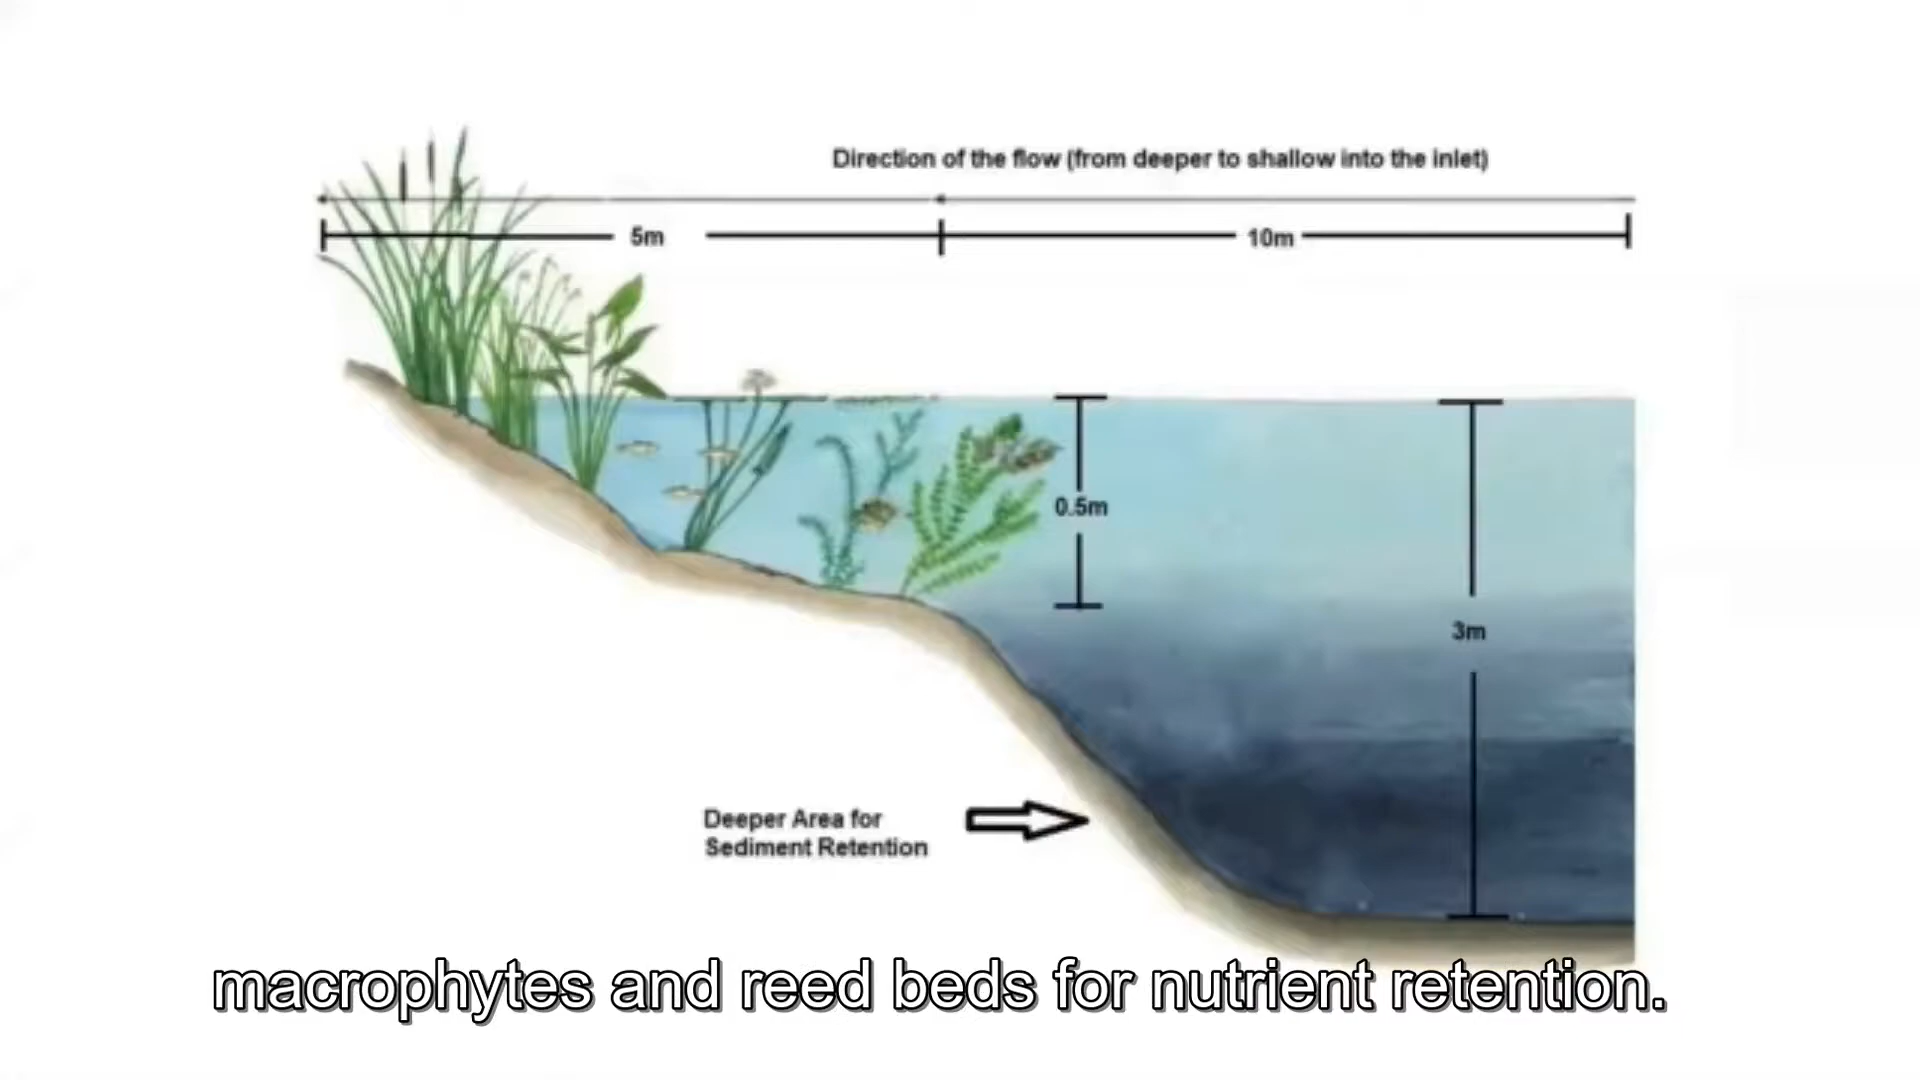 Direction of the flow (from deeper to shallow into the inlet)
5m
10m
0.5m
3m
Deeper Area for
Sediment Retention
macrophytes and reed beds for nutrient retention.